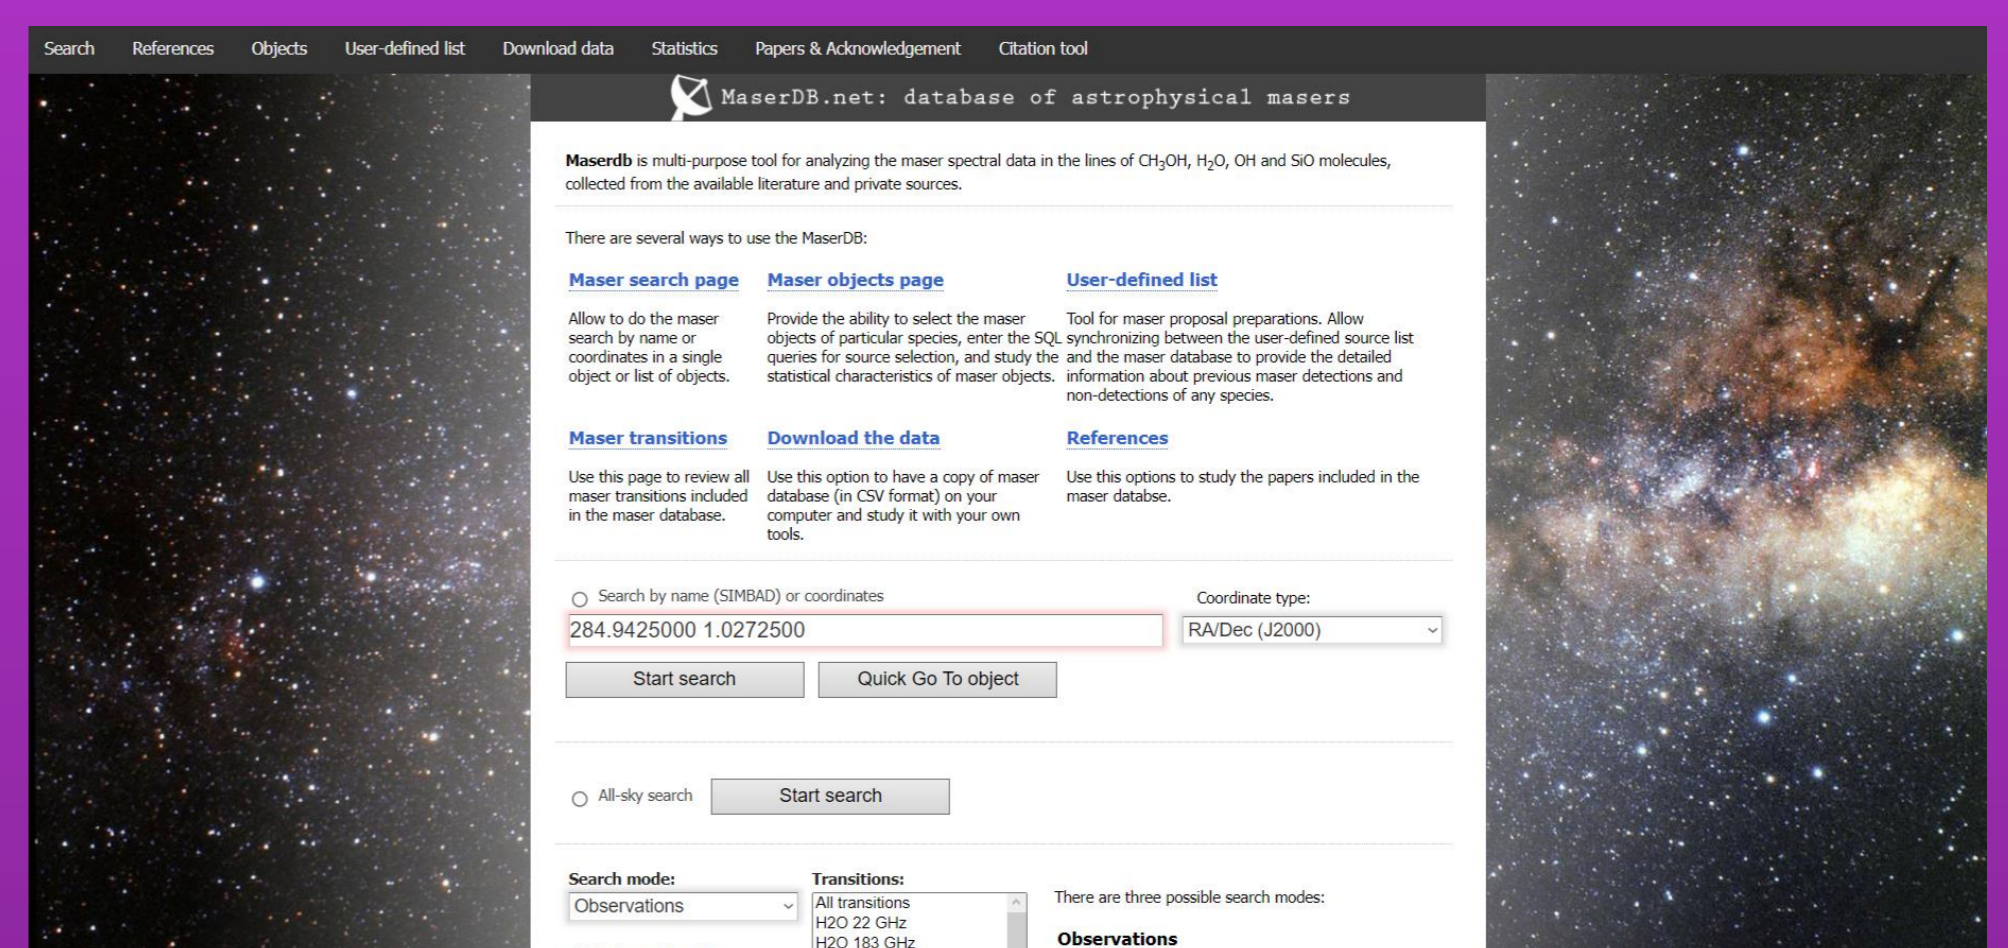 Search References Objects User-defined list Download data Statistics Papers & Acknowledgement Citation tool
MaserDB.net: database of astrophysical masers
Maserdb is multi-purpose tool for analyzing the maser spectral data in the lines of CH3OH, H2O, OH and SiO molecules,
collected from the available literature and private sources.
There are several ways to use the MaserDB:
Maser search page
Allow to do the maser
search by name or
coordinates in a single
object or list of objects.
Maser objects page
Provide the ability to select the maser
objects of particular species, enter the SQL
queries for source selection, and study the
statistical characteristics of maser objects.
User-defined list
Tool for maser proposal preparations. Allow
synchronizing between the user-defined source list
and the maser database to provide the detailed
information about previous maser detections and
non-detections of any species.
Maser transitions
Use this page to review all
maser transitions included
in the maser database.
Download the data
Use this option to have a copy of maser
database (in CSV format) on your
computer and study it with your own
tools.
References
Use this options to study the papers included in the
maser databse.
Search by name (SIMBAD) or coordinates
Coordinate type:
284.9425000 1.0272500
RA/Dec (J2000)
Start search
Quick Go To object
All-sky search
Start search
Search mode:
Observations
Transitions:
All transitions
H2O 22 GHz
H2O 183 GHz
There are three possible search modes:
Observations